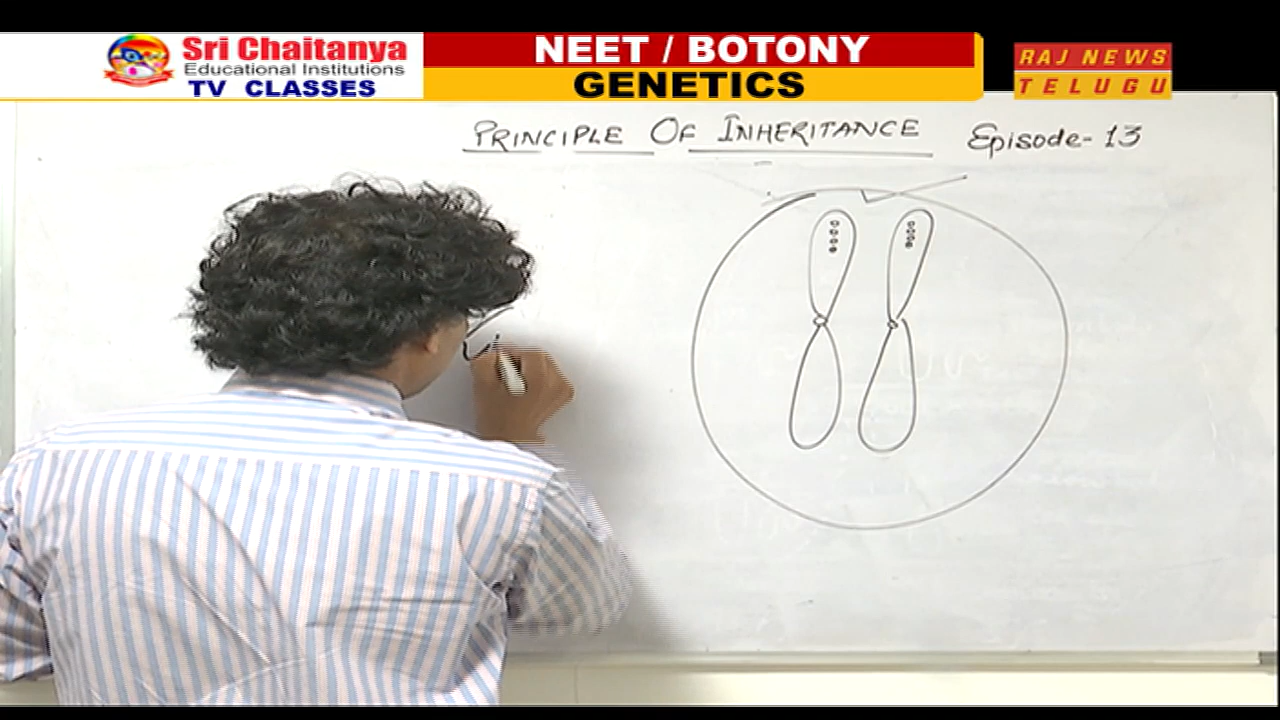 Sri Chaitanya
Educational Institutions
TV CLASSES
NEET / BOTONY
GENETICS
RAJ NEWS
TELUGU
PRINCIPLE OF INHERITANCE Episode-13